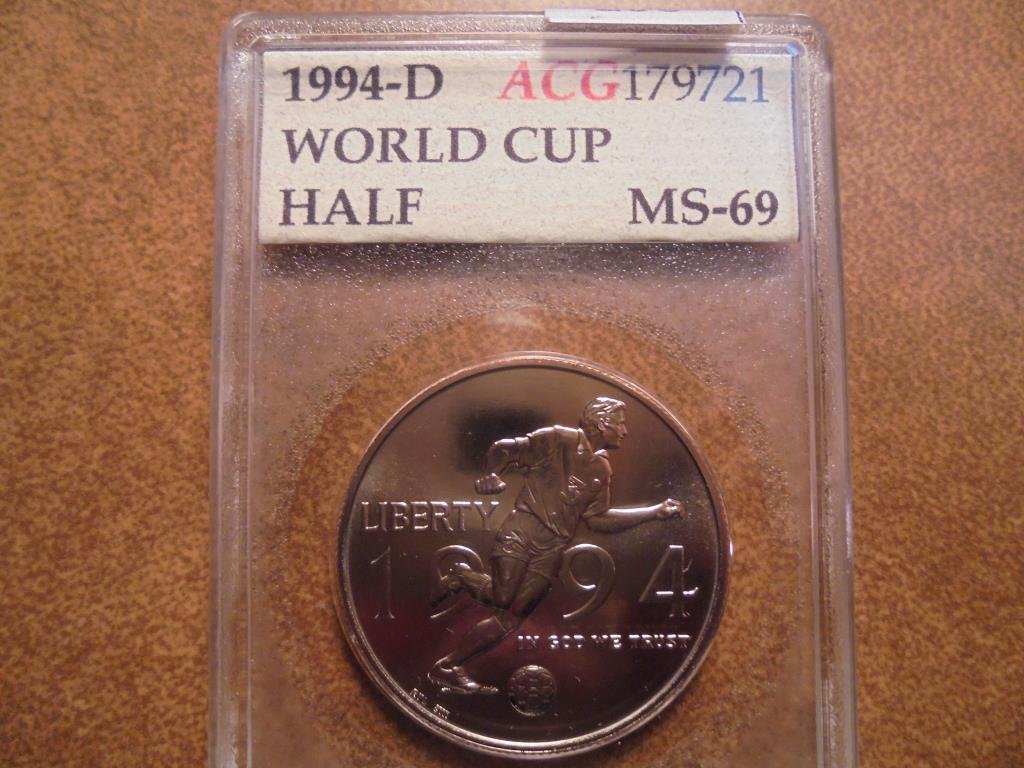 1994-D ACG179721
WORLD CUP
HALF MS-69
LIBERTY
1994
IN GOD WE TRUST